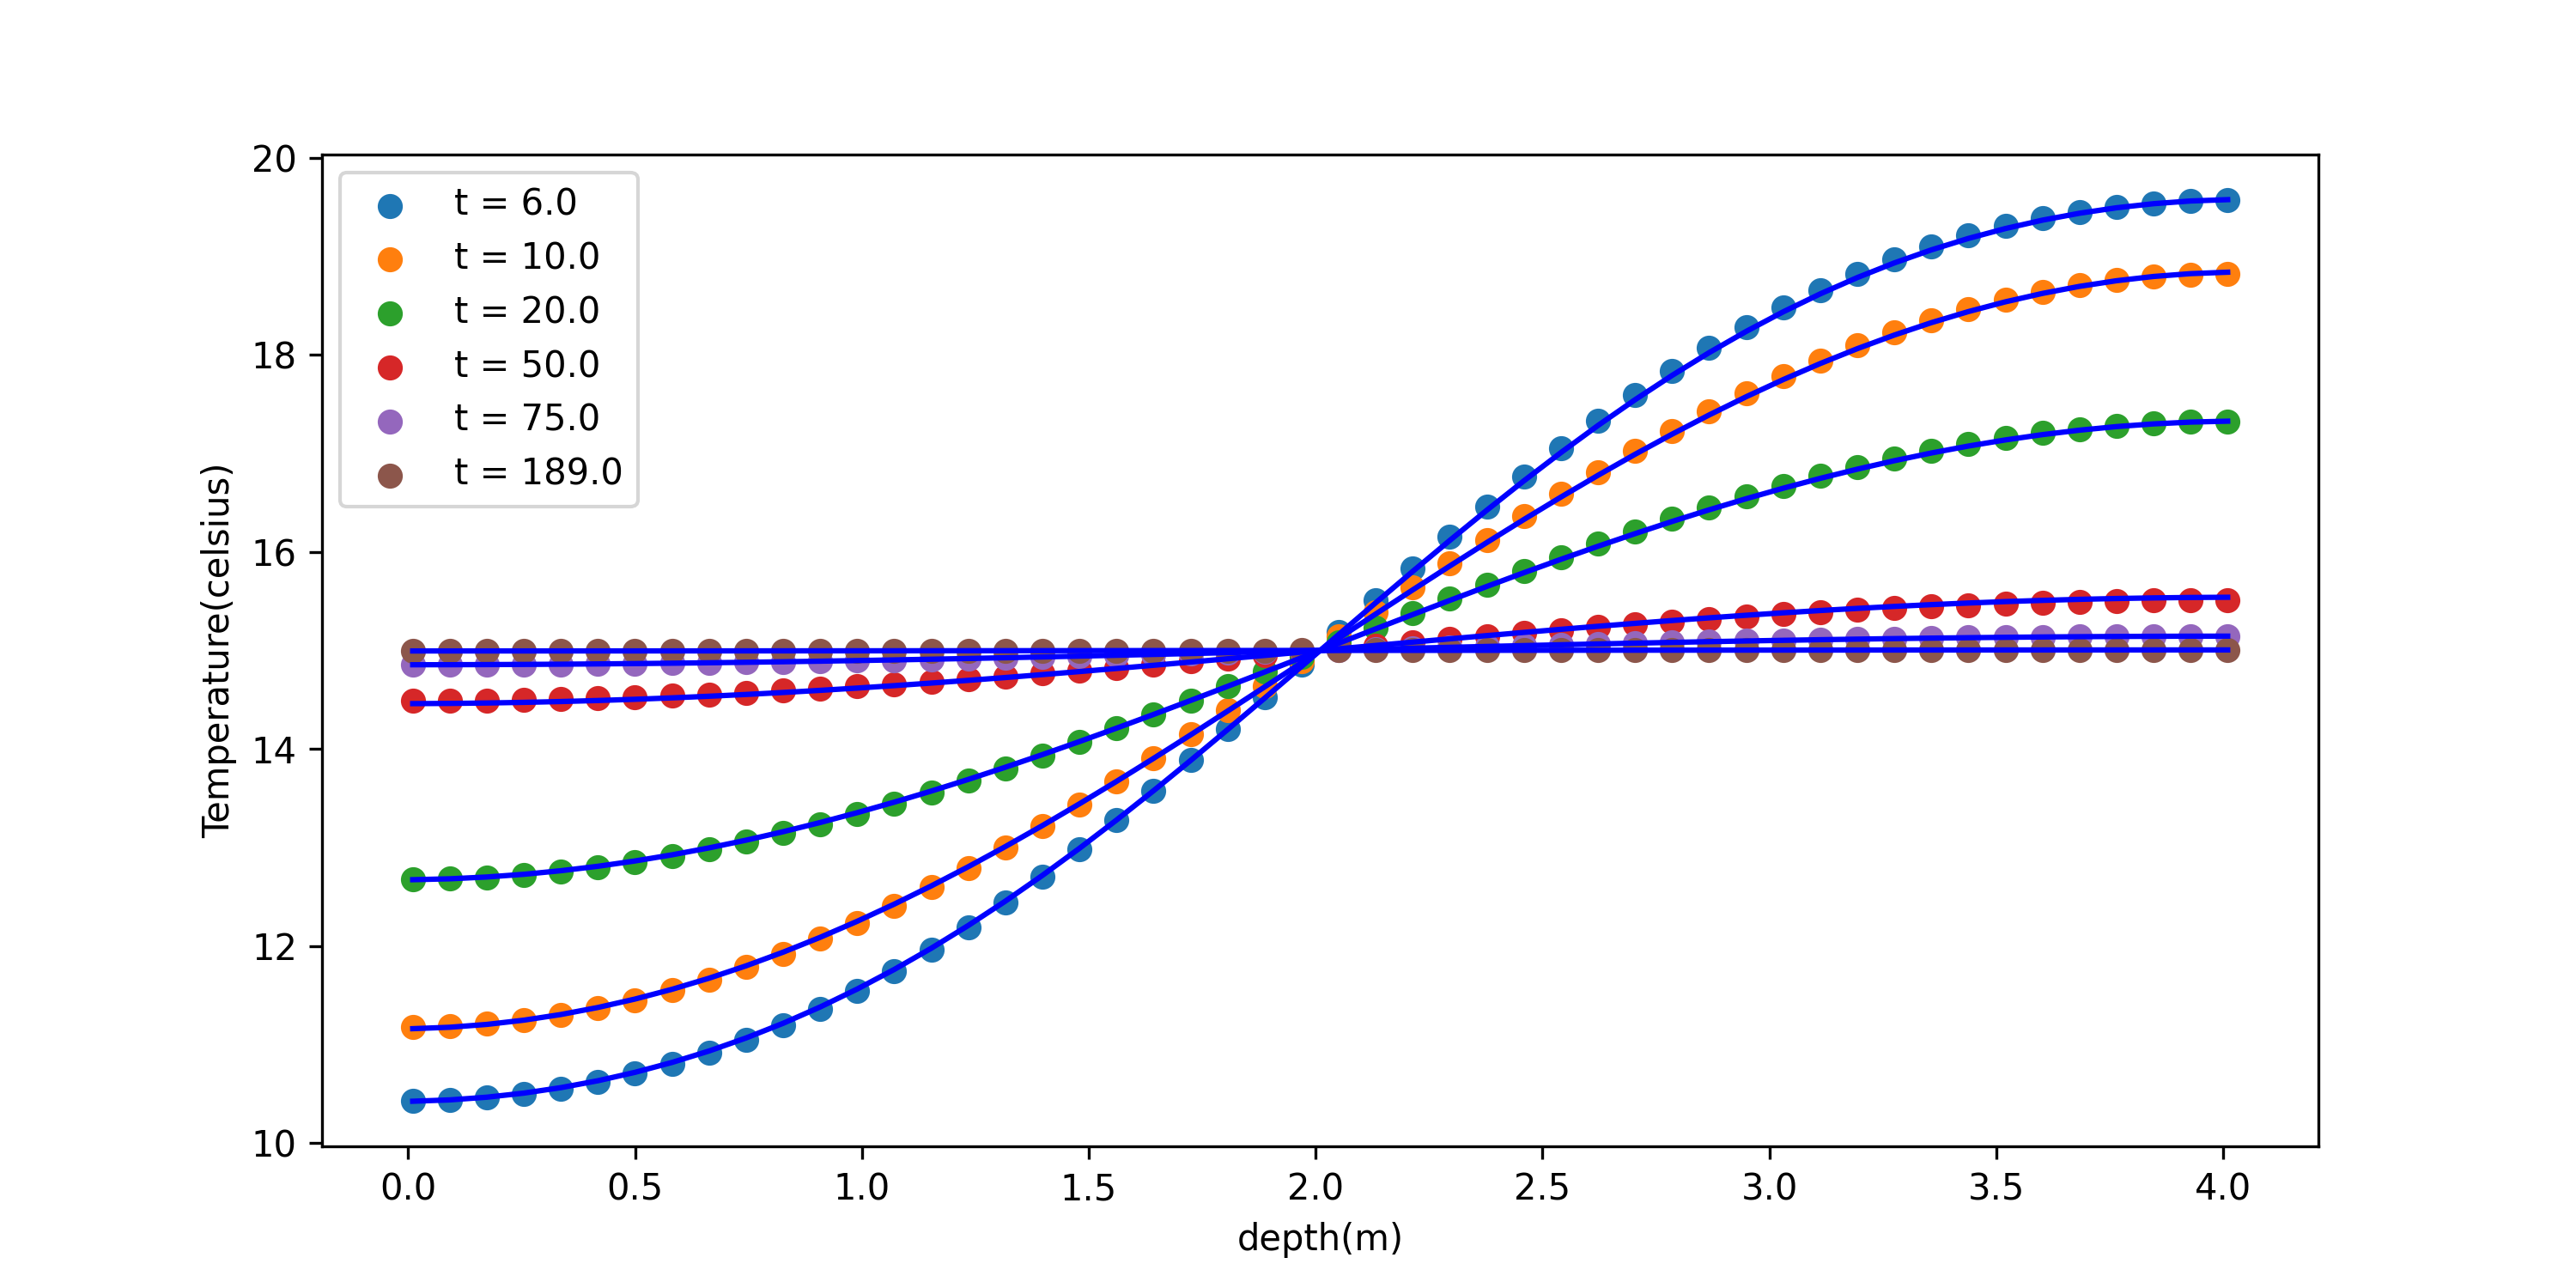 20
18
16
14
12
10
Temperature(celsius)
t = 6.0
t = 10.0
t = 20.0
t = 50.0
t = 75.0
t = 189.0
0.0 0.5 1.0 1.5 2.0 2.5 3.0 3.5 4.0
depth(m)